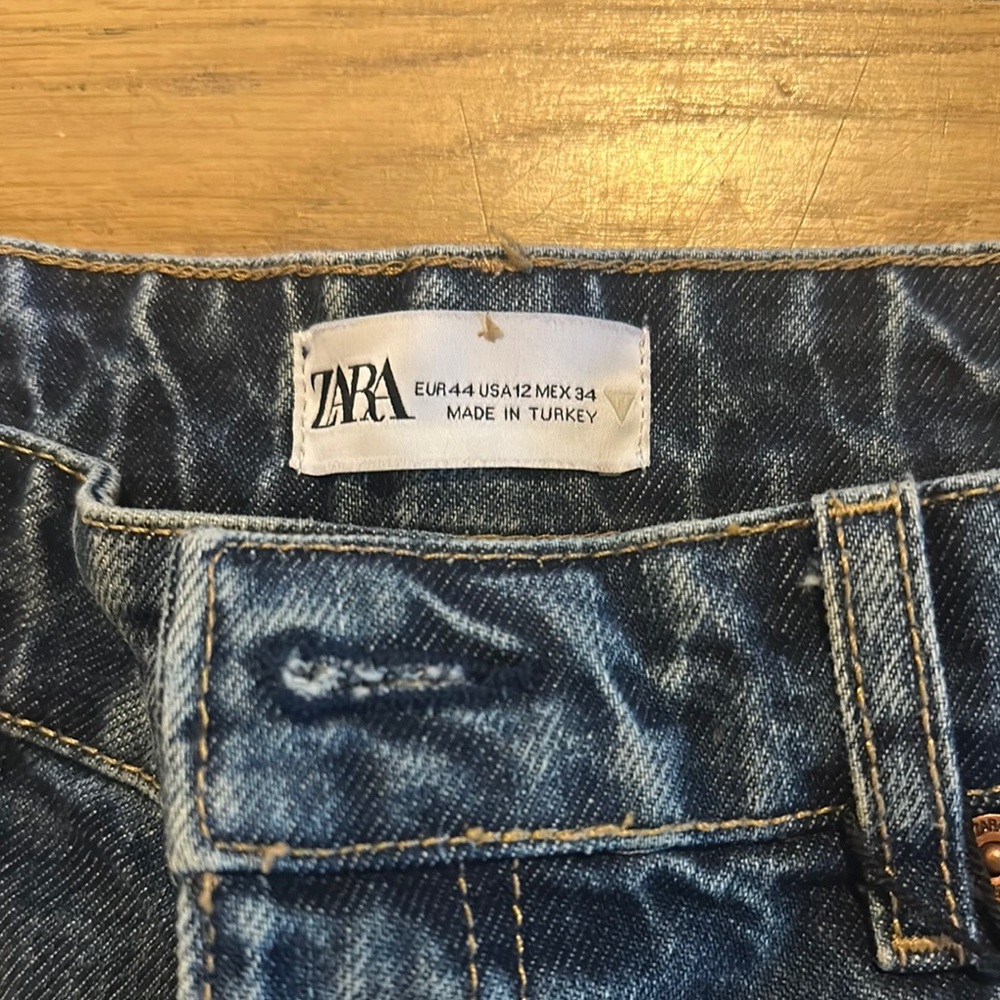 ZARA
EUR 44 USA 12 MEX 34
MADE IN TURKEY